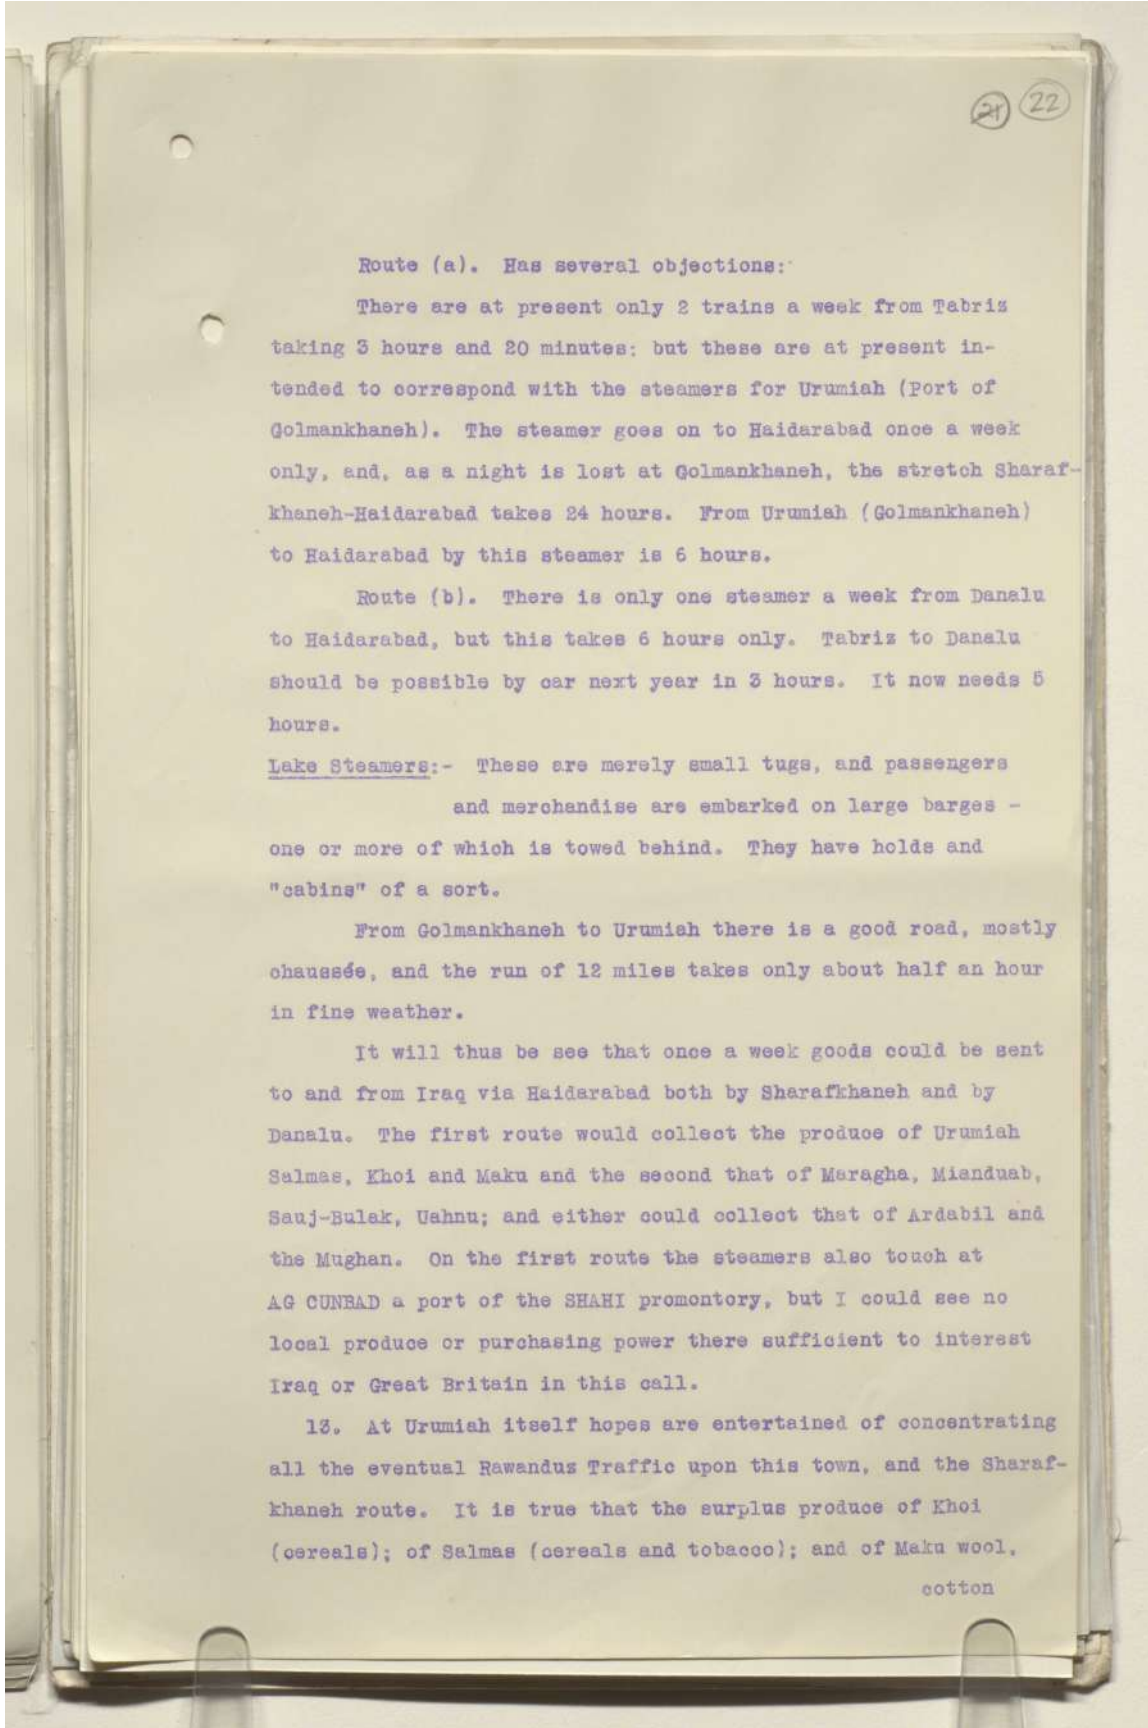 21 22
Route (a). Has several objections:-
There are at present only 2 trains a week from Tabriz
taking 3 hours and 20 minutes: but these are at present in-
tended to correspond with the steamers for Urumiah (Port of
Golmankhaneh). The steamer goes on to Haidarabad once a week
only, and, as a night is lost at Golmankhaneh, the stretch Sharaf-
khaneh-Haidarabad takes 24 hours. From Urumiah (Golmankhaneh)
to Haidarabad by this steamer is 6 hours.
Route (b). There is only one steamer a week from Danalu
to Haidarabad, but this takes 6 hours only. Tabriz to Danalu
should be possible by car next year in 3 hours. It now needs 5
hours.
Lake Steamers:- These are merely small tugs, and passengers
and merchandise are embarked on large barges -
one or more of which is towed behind. They have holds and
"cabins" of a sort.
From Golmankhaneh to Urumiah there is a good road, mostly
chaussée, and the run of 12 miles takes only about half an hour
in fine weather.
It will thus be see that once a week goods could be sent
to and from Iraq via Haidarabad both by Sharafkhaneh and by
Danalu. The first route would collect the produce of Urumiah
Salmas, Khoi and Maku and the second that of Maragha, Mianduab,
Sauj-Bulak, Uahnu; and either could collect that of Ardabil and
the Mughan. On the first route the steamers also touch at
AG CUNBAD a port of the SHAHI promontory, but I could see no
local produce or purchasing power there sufficient to interest
Iraq or Great Britain in this call.
13. At Urumiah itself hopes are entertained of concentrating
all the eventual Rawanduz Traffic upon this town, and the Sharaf-
khaneh route. It is true that the surplus produce of Khoi
(cereals); of Salmas (cereals and tobacco); and of Maku wool,
cotton